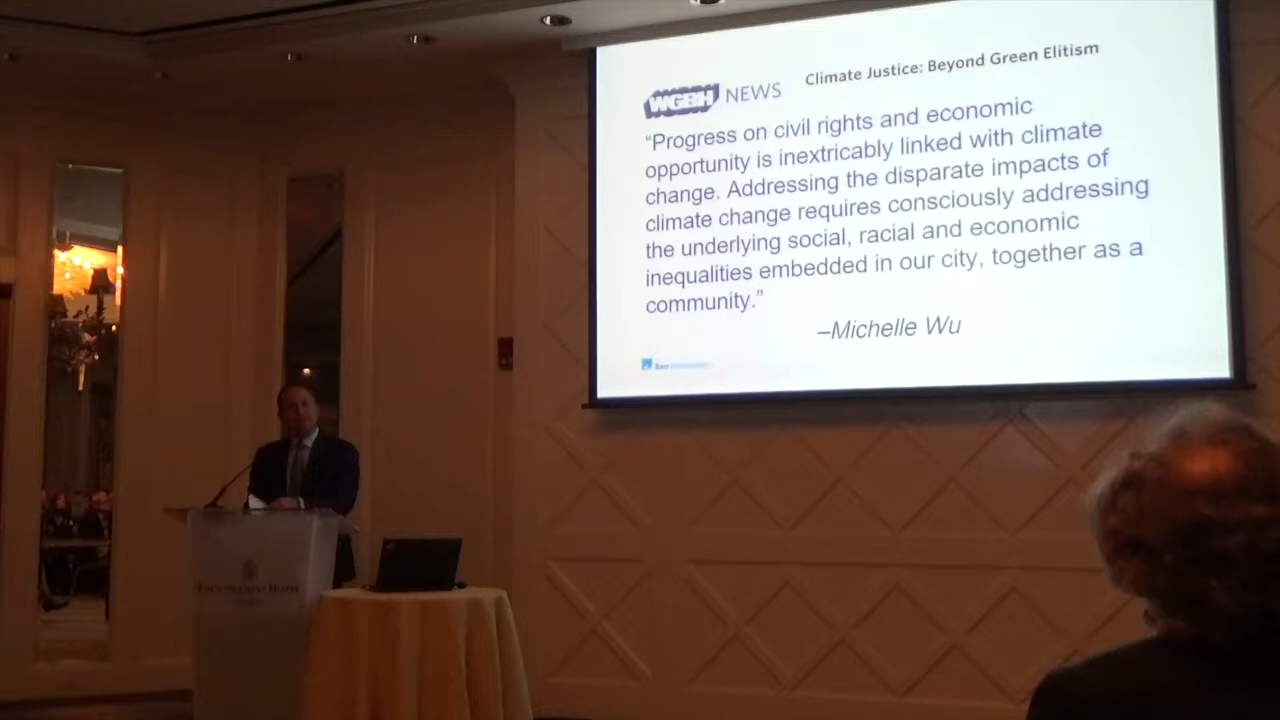 Climate Justice: Beyond Green Elitism
WGBH NEWS
“Progress on civil rights and economic
opportunity is inextricably linked with climate
change. Addressing the disparate impacts of
climate change requires consciously addressing
the underlying social, racial and economic
inequalities embedded in our city, together as a
community.”
–Michelle Wu
Barr